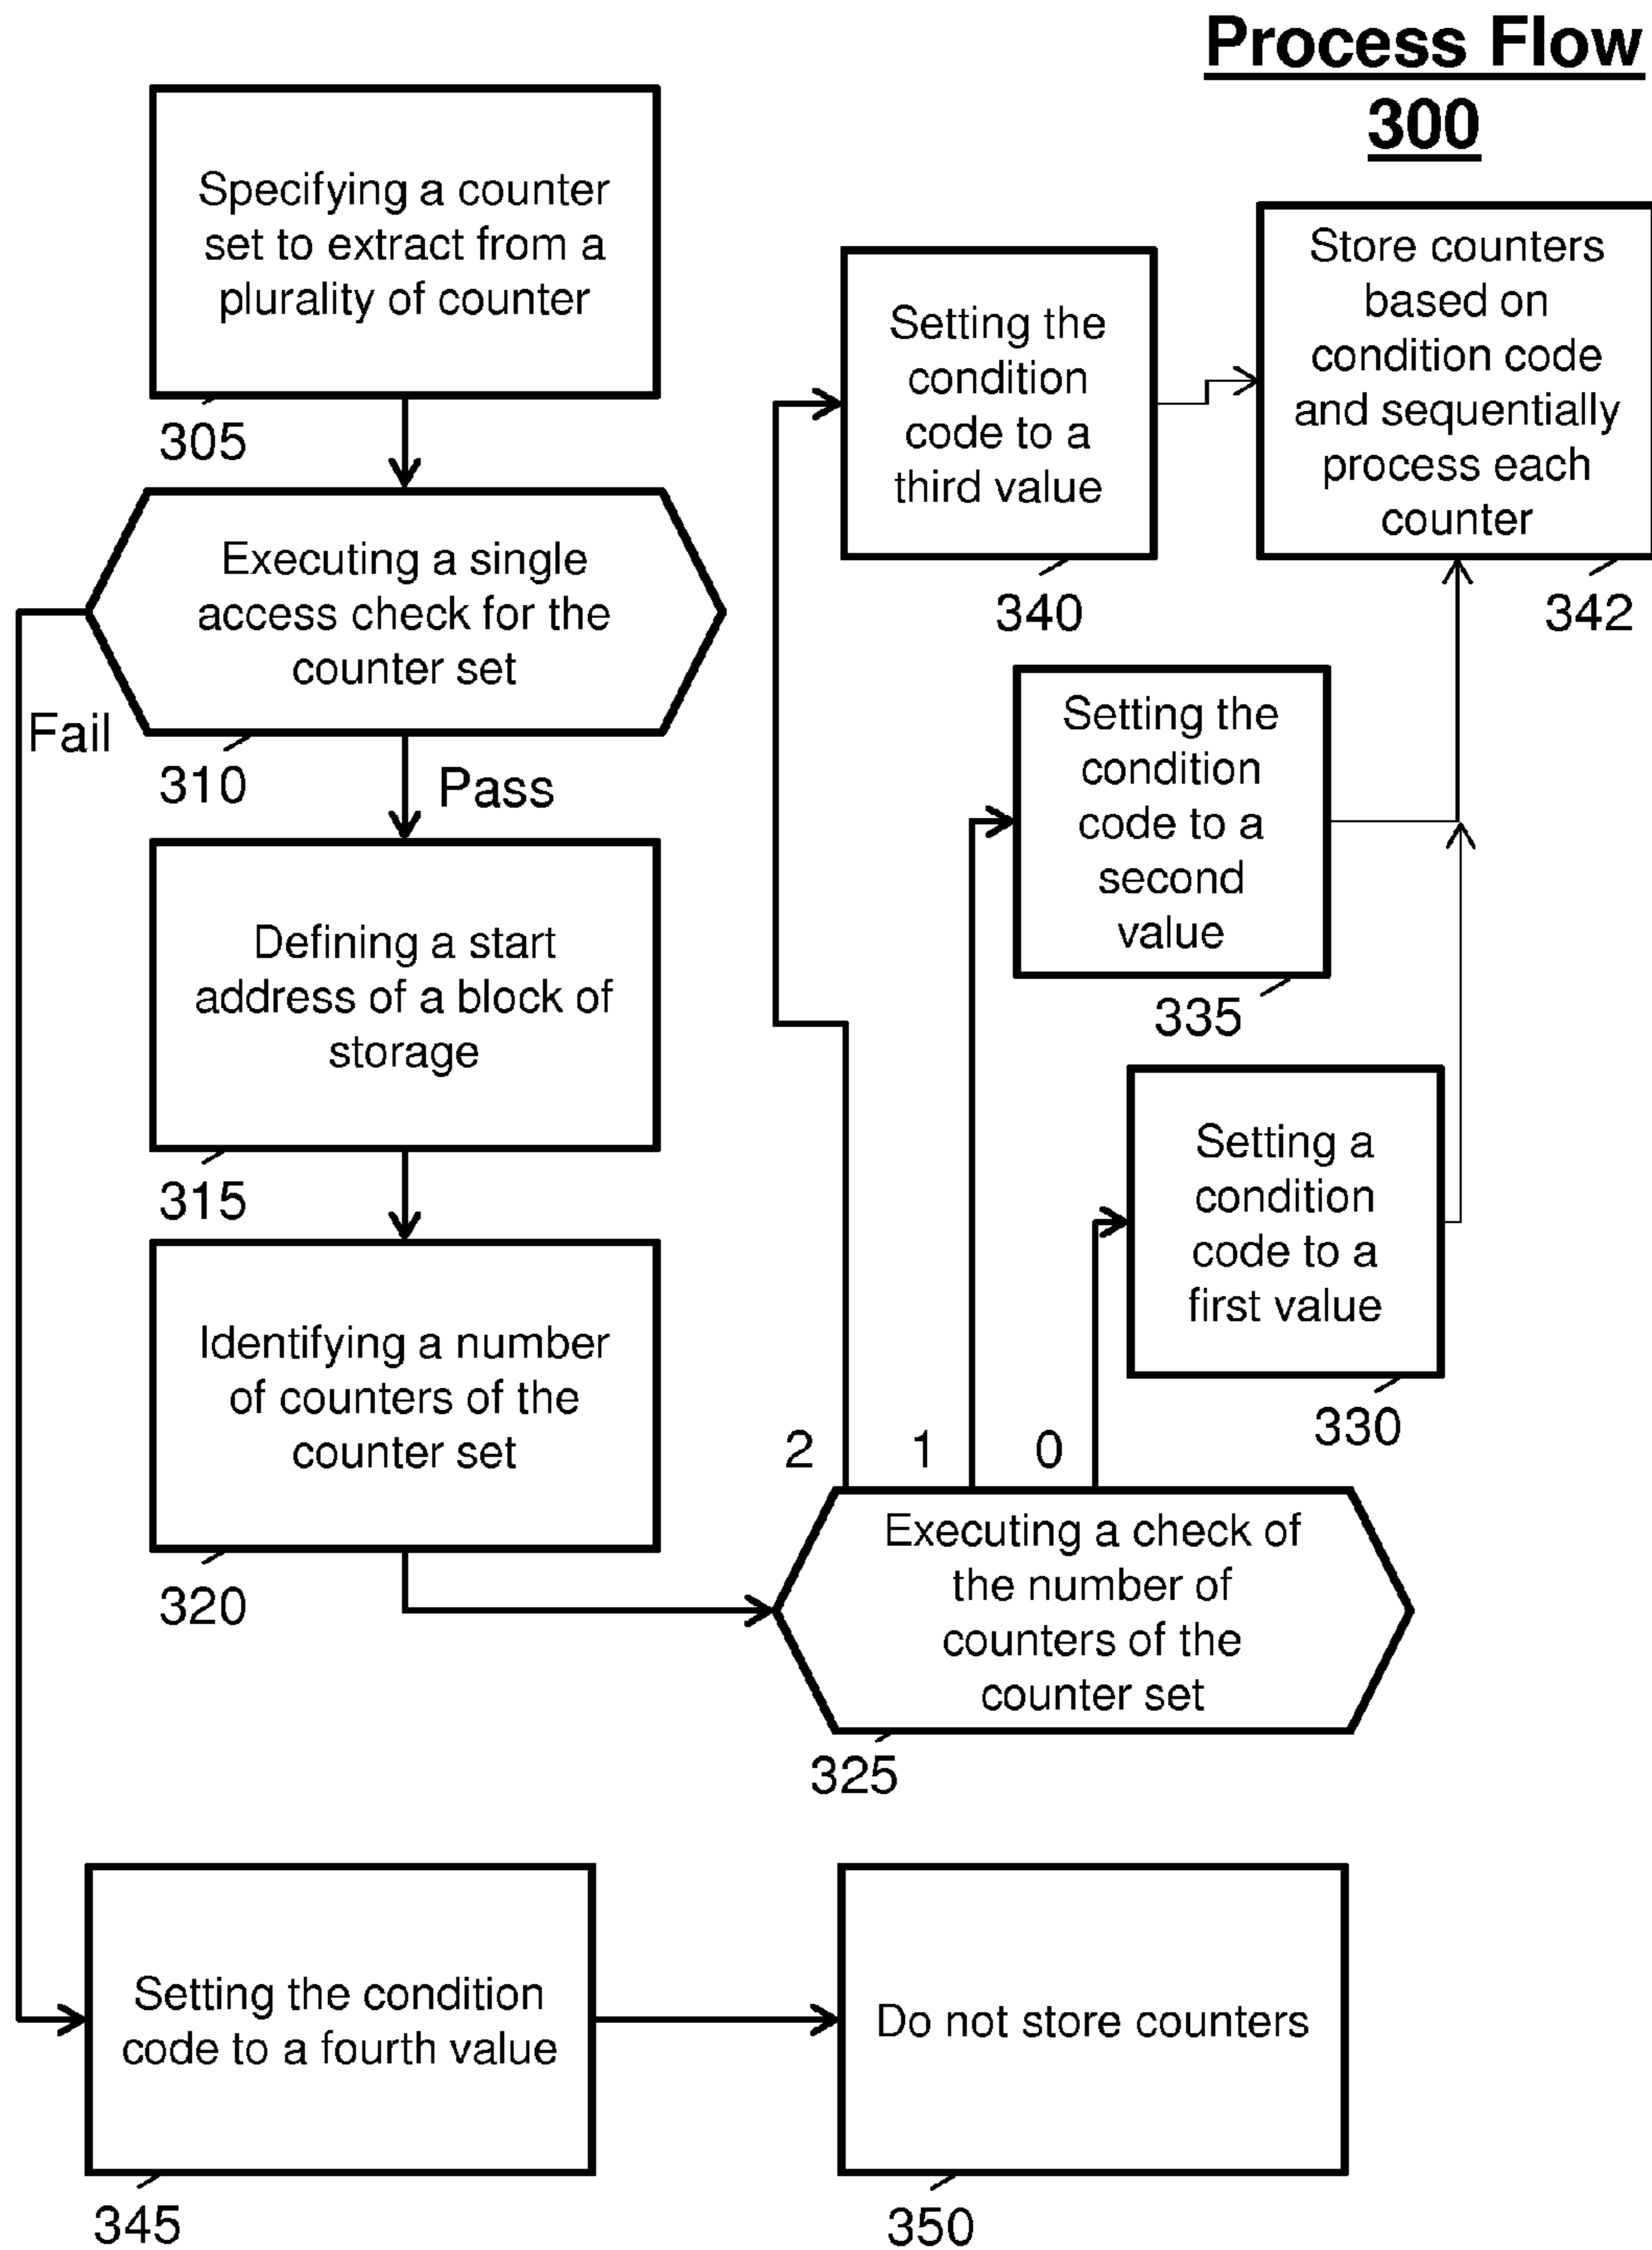 Process Flow
300
Specifying a counter
set to extract from a
plurality of counter
305
Executing a single
access check for the
counter set
310
Fail
Pass
Defining a start
address of a block of
storage
315
Identifying a number
of counters of the
counter set
320
Executing a check of
the number of
counters of the
counter set
325
2
1
0
Setting a
condition
code to a
first value
330
Setting the
condition
code to a
second
value
335
Setting the
condition
code to a
third value
340
Store counters
based on
condition code
and sequentially
process each
counter
342
Setting the condition
code to a fourth value
345
Do not store counters
350